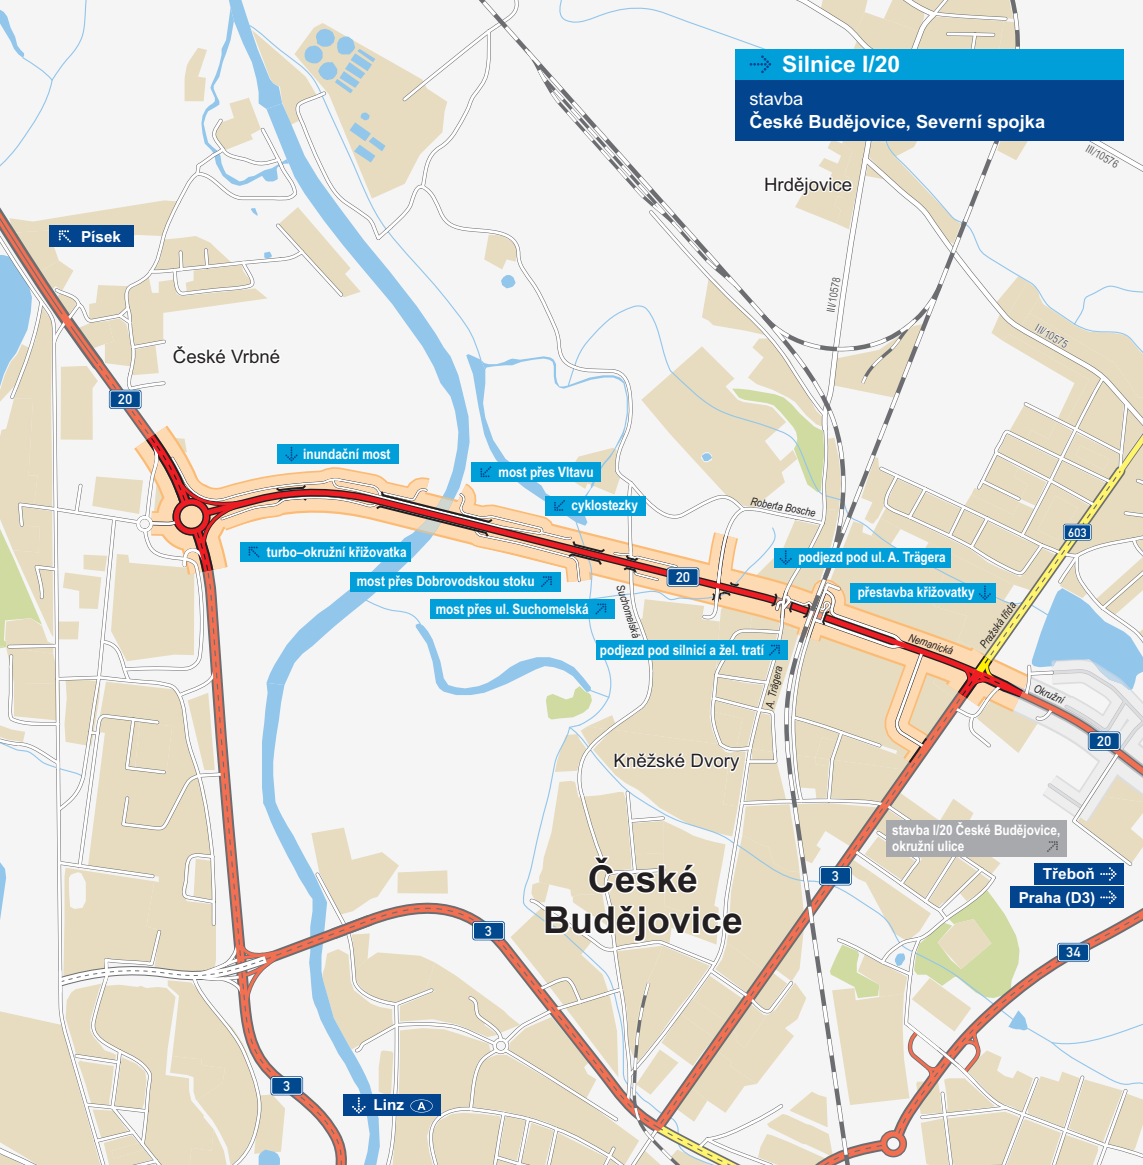 Silnice I/20
stavba
České Budějovice, Severní spojka
III/10576
Hrdějovice
Písek
III/10578
III/10575
České Vrbné
20
inundační most
most přes Vltavu
cyklostezky
Roberta Bosche
603
turbo–okružní křižovatka
podjezd pod ul. A. Trägera
most přes Dobrovodskou stoku
20
přestavba křižovatky
most přes ul. Suchomelská
Suchomelská
Pražská třída
podjezd pod silnicí a žel. tratí
Nemanická
A. Trägera
Okružní
20
Kněžské Dvory
stavba I/20 České Budějovice,
okružní ulice
České
Budějovice
3
Třeboň
Praha (D3)
3
34
3
Linz A